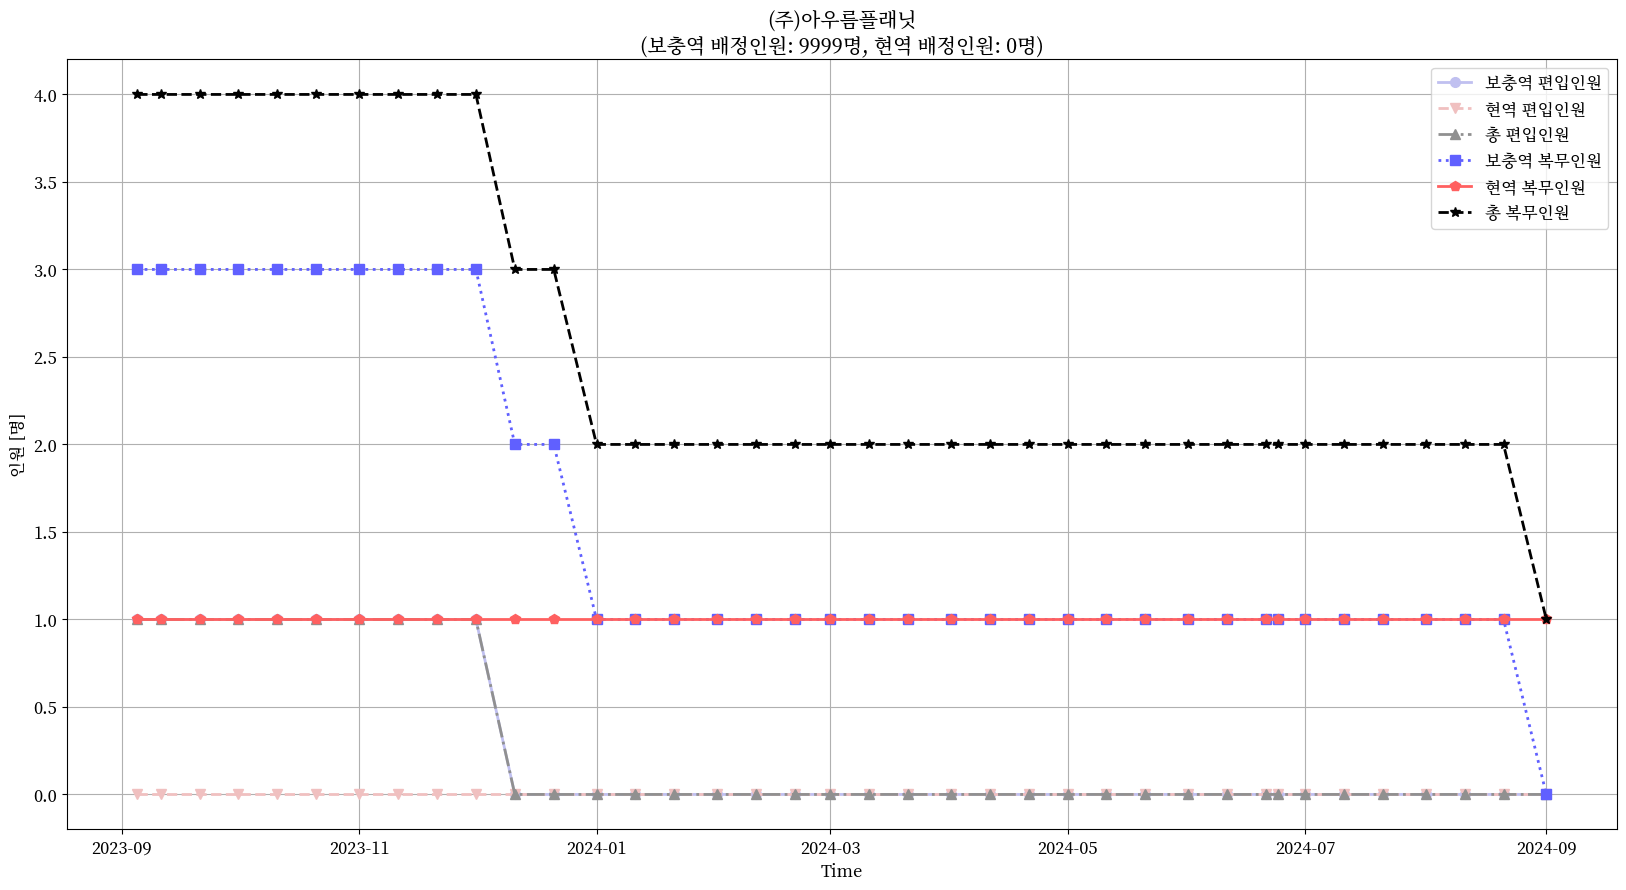 (주)아우름플래닛
(보충역 배정인원: 9999명, 현역 배정인원: 0명)
보충역 편입인원
현역 편입인원
총 편입인원
보충역 복무인원
현역 복무인원
총 복무인원
인원 [명]
4.0
3.5
3.0
2.5
2.0
1.5
1.0
0.5
0.0
2023-09
2023-11
2024-01
2024-03
2024-05
2024-07
2024-09
Time